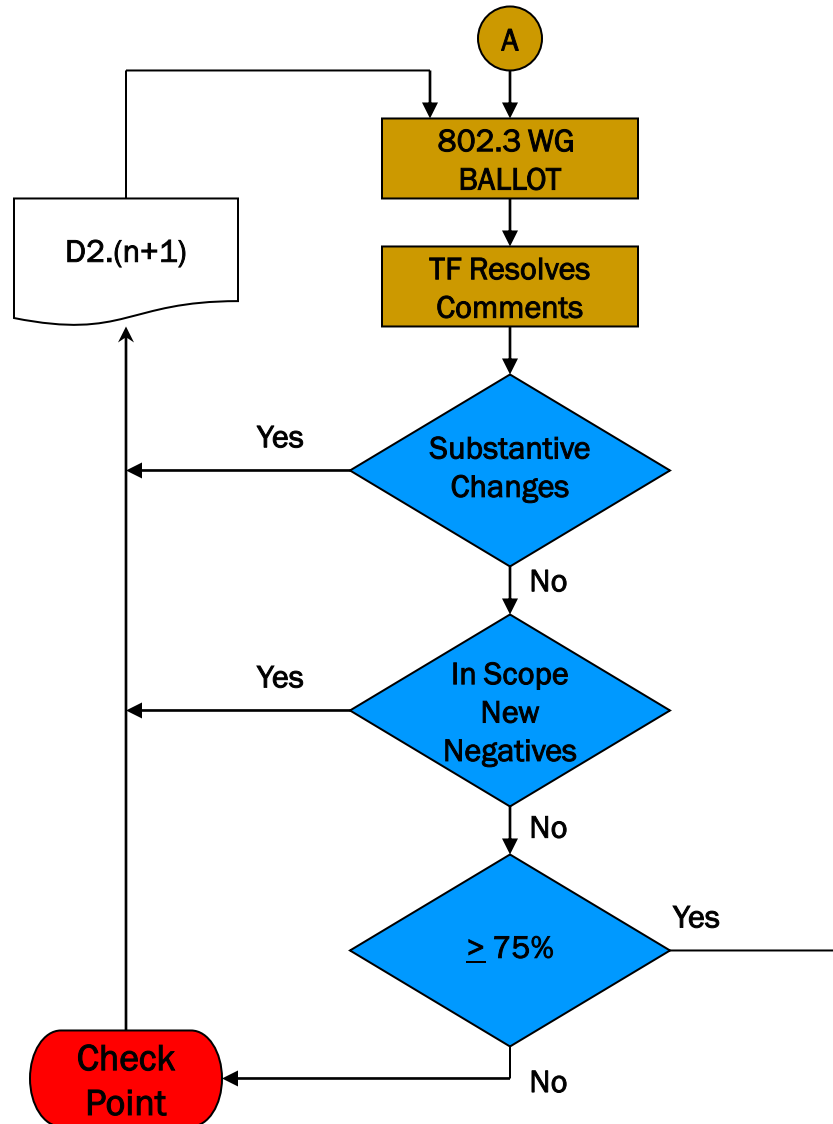 A
802.3 WG
BALLOT
D2.(n+1)
TF Resolves
Comments
Yes
Substantive
Changes
No
Yes
In Scope
New
Negatives
No
Yes
≥ 75%
Check
Point
No